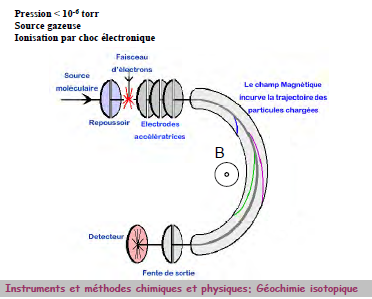 Pression < 10-6 torr
Source gazeuse
Ionisation par choc électronique
Faisceau
d'électrons
Source
moléculaire
Le champ Magnétique
incurve la trajectoire des
particules chargées
Repoussoir
Electrodes
accélératrices
B
Detecteur
Fente de sortie
Instruments et méthodes chimiques et physiques; Géochimie isotopique